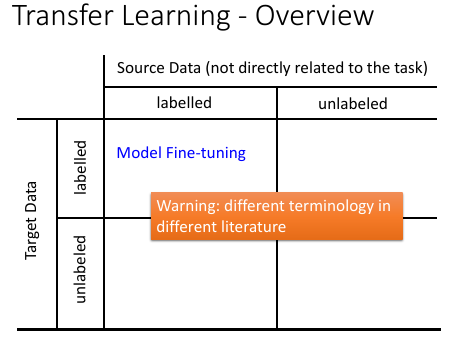 Transfer Learning - Overview
Source Data (not directly related to the task)
labelled
unlabeled
Target Data
labelled
Model Fine-tuning
Warning: different terminology in
different literature
unlabeled